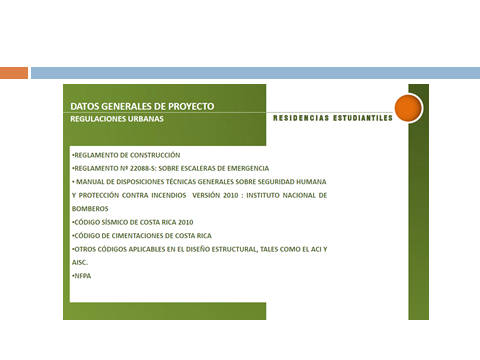 DATOS GENERALES DE PROYECTO
REGULACIONES URBANAS
RESIDENCIAS ESTUDIANTILES
•REGLAMENTO DE CONSTRUCCIÓN
•REGLAMENTO Nº 22088-S: SOBRE ESCALERAS DE EMERGENCIA
• MANUAL DE DISPOSICIONES TÉCNICAS GENERALES SOBRE SEGURIDAD HUMANA
Y PROTECCIÓN CONTRA INCENDIOS VERSIÓN 2010 : INSTITUTO NACIONAL DE
BOMBEROS
•CÓDIGO SÍSMICO DE COSTA RICA 2010
•CÓDIGO DE CIMENTACIONES DE COSTA RICA
•OTROS CÓDIGOS APLICABLES EN EL DISEÑO ESTRUCTURAL, TALES COMO EL ACI Y
AISC.
•NFPA